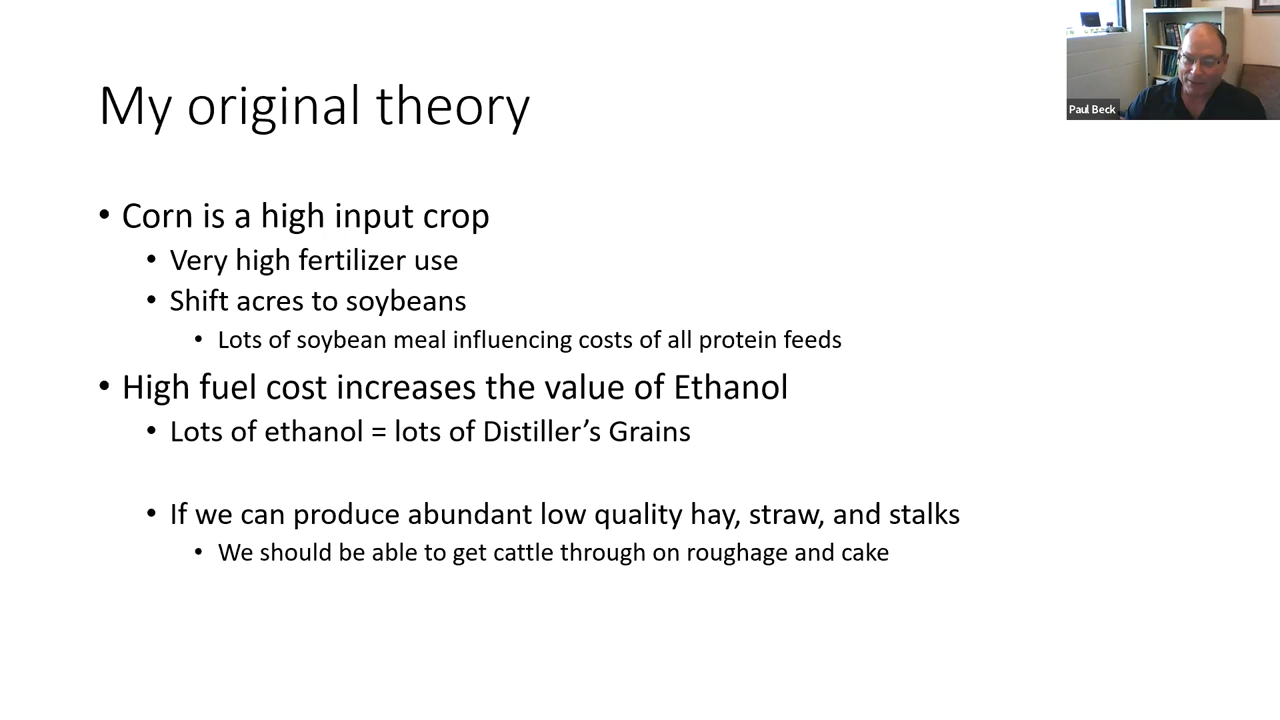 My original theory
Paul Beck
• Corn is a high input crop
• Very high fertilizer use
• Shift acres to soybeans
• Lots of soybean meal influencing costs of all protein feeds
• High fuel cost increases the value of Ethanol
• Lots of ethanol = lots of Distiller’s Grains
• If we can produce abundant low quality hay, straw, and stalks
• We should be able to get cattle through on roughage and cake